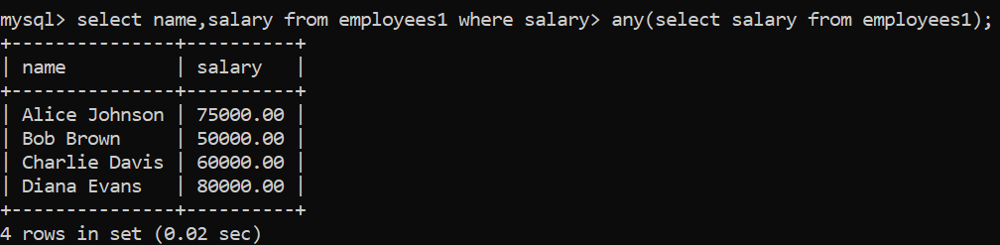 mysql> select name,salary from employees1 where salary> any(select salary from employees1);
+---------------+----------+
| name          | salary   |
+---------------+----------+
| Alice Johnson | 75000.00 |
| Bob Brown     | 50000.00 |
| Charlie Davis | 60000.00 |
| Diana Evans   | 80000.00 |
+---------------+----------+
4 rows in set (0.02 sec)